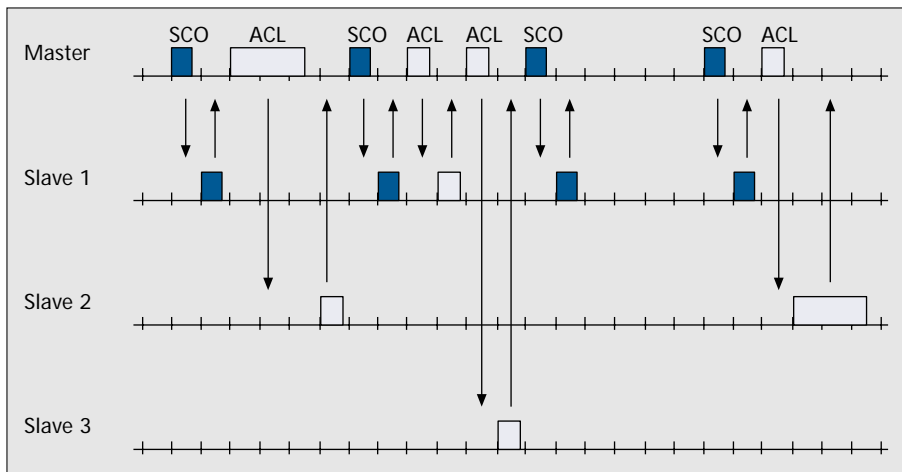 SCO ACL SCO ACL ACL SCO SCO ACL
Master
Slave 1
Slave 2
Slave 3